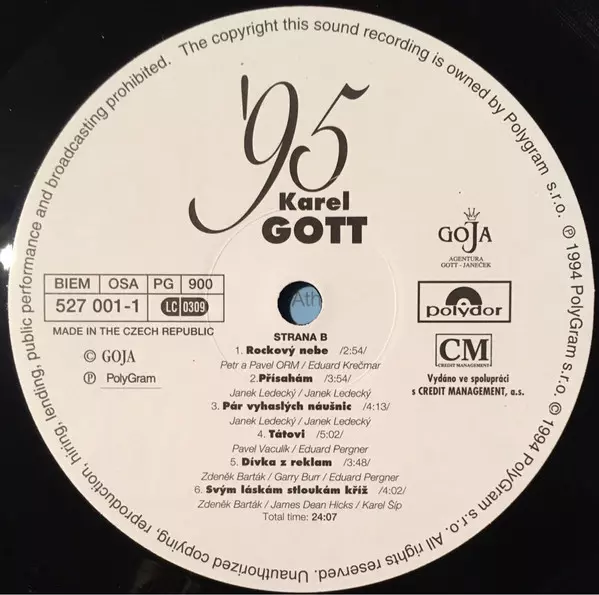 Unauthorized copying, reproduction, hiring, lending, public performance and broadcasting prohibited. The copyright this sound recording is owned by Polygram s.r.o. ℗ 1994 PolyGram s.r.o. © 1994 PolyGram s.r.o. All rights reserved.
'95
Karel
GOTT
GOJA
AGENTURA
GOTT - JANEČEK
BIEM OSA PG 900
527 001-1 LC 0309
MADE IN THE CZECH REPUBLIC
© GOJA
℗ PolyGram
Ath
polydor
CM
CREDIT MANAGEMENT
Vydáno ve spolupráci
s CREDIT MANAGEMENT, a.s.
STRANA B
1. Rockový nebe /2:54/
Petr a Pavel ORM / Eduard Krečmar
2. Přísahám /3:54/
Janek Ledecký / Janek Ledecký
3. Pár vyhaslých náušnic /4:13/
Janek Ledecký / Janek Ledecký
4. Tátovi /5:02/
Pavel Vaculík / Eduard Pergner
5. Dívka z reklam /3:48/
Zdeněk Barták / Garry Burr / Eduard Pergner
6. Svým láskám stloukám kříž /4:02/
Zdeněk Barták / James Dean Hicks / Karel Šíp
Total time: 24:07